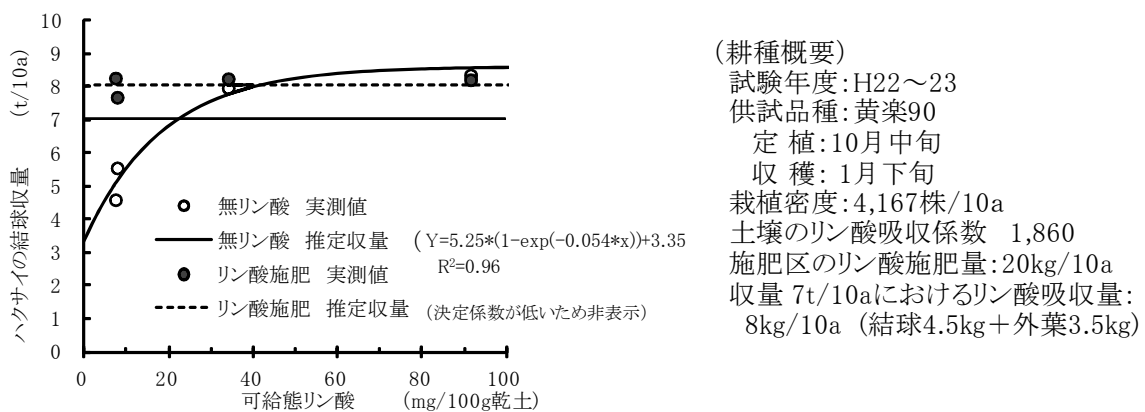 10
9
8
7
6
5
4
3
2
1
0
ハクサイの結球収量 (t/10a)
0 20 40 60 80 100
可給態リン酸 (mg/100g乾土)
無リン酸 実測値
無リン酸 推定収量 (Y=5.25*(1-exp(-0.054*x))+3.35
R²=0.96
リン酸施肥 実測値
リン酸施肥 推定収量 (決定係数が低いため非表示)
(耕種概要)
試験年度:H22～23
供試品種:黄楽90
定 植:10月中旬
収 穫: 1月下旬
栽植密度:4,167株/10a
土壌のリン酸吸収係数 1,860
施肥区のリン酸施肥量:20kg/10a
収量 7t/10aにおけるリン酸吸収量:
8kg/10a (結球4.5kg＋外葉3.5kg)